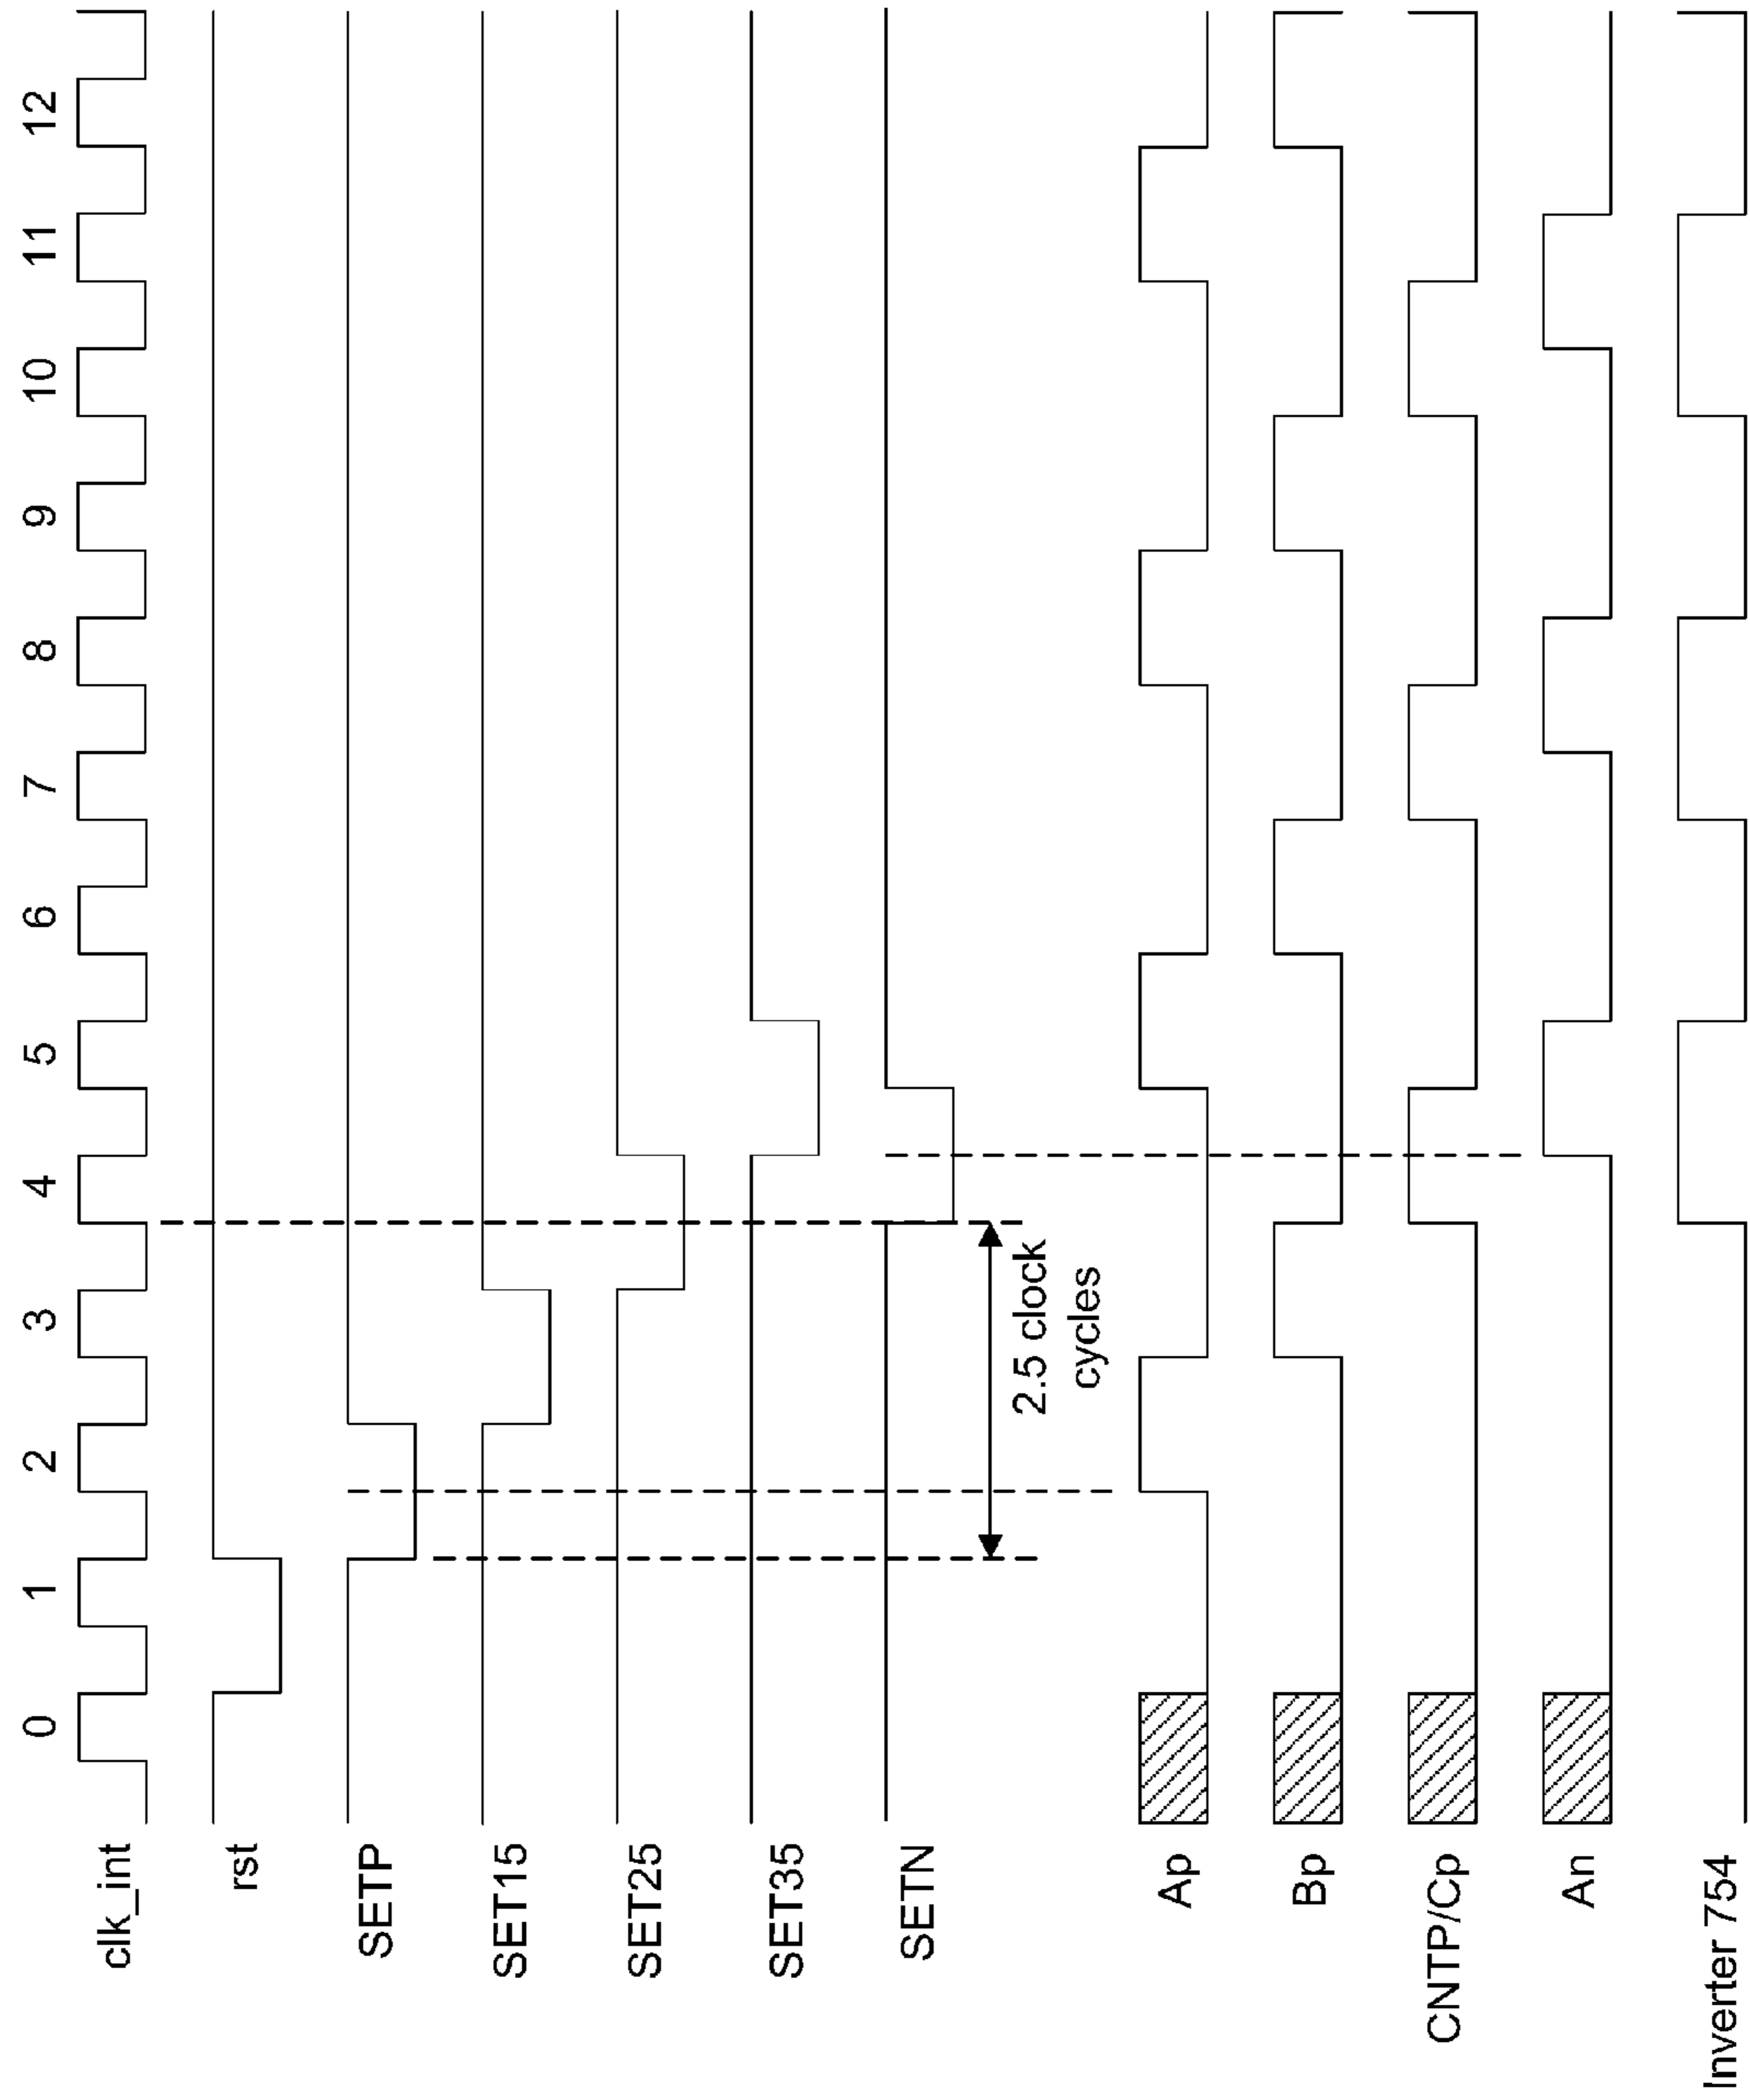 0 1 2 3 4 5 6 7 8 9 10 11 12
clk_int
rst
SETP
SET15
SET25
SET35
SETN
2.5 clock
cycles
Ap
Bp
CNTP/Cp
An
Inverter 754